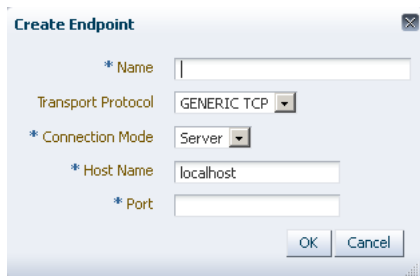 Create Endpoint
* Name
Transport Protocol GENERIC TCP
* Connection Mode Server
* Host Name localhost
* Port
OK Cancel